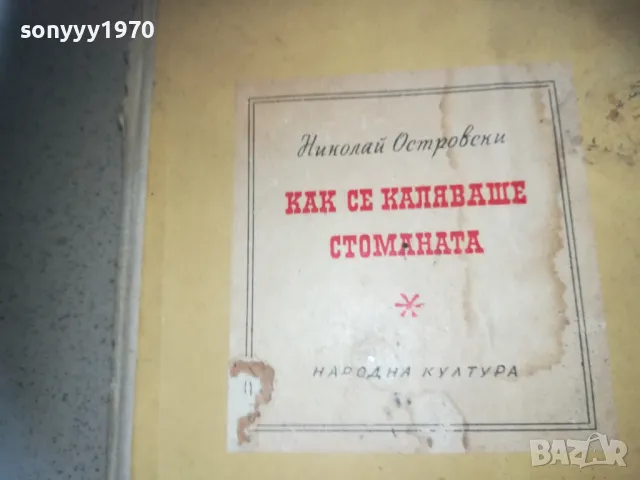 sonyyy1970
Николай Островски
КАК СЕ КАЛЯВАШЕ
СТОМАНАТА
НАРОДНА КУЛТУРА
BAZAR